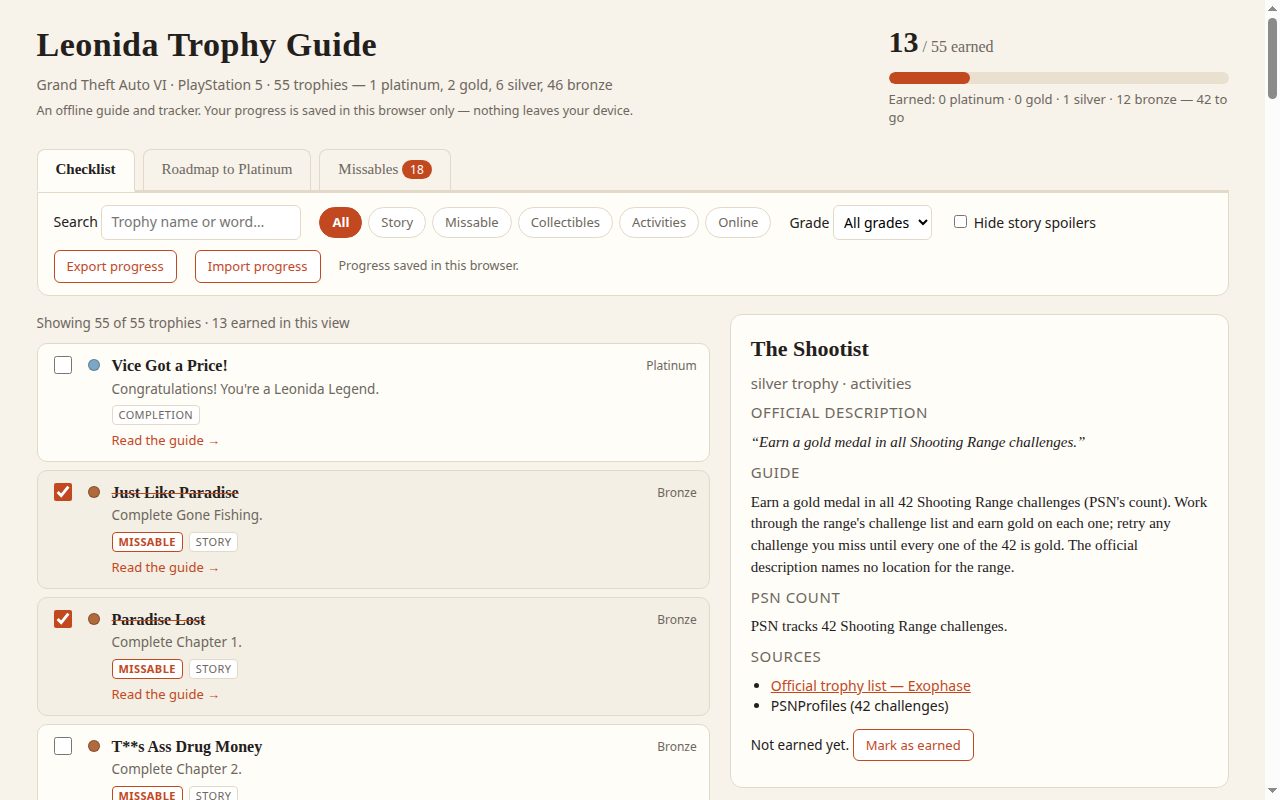 Leonida Trophy Guide
Grand Theft Auto VI · PlayStation 5 · 55 trophies — 1 platinum, 2 gold, 6 silver, 46 bronze
An offline guide and tracker. Your progress is saved in this browser only — nothing leaves your device.
13 / 55 earned
Earned: 0 platinum · 0 gold · 1 silver · 12 bronze — 42 to
go
Checklist
Roadmap to Platinum
Missables 18
Search Trophy name or word... All Story Missable Collectibles Activities Online Grade All grades Hide story spoilers
Export progress Import progress Progress saved in this browser.
Showing 55 of 55 trophies · 13 earned in this view
Vice Got a Price! Platinum
Congratulations! You're a Leonida Legend.
COMPLETION
Read the guide →
Just Like Paradise Bronze
Complete Gone Fishing.
MISSABLE STORY
Read the guide →
Paradise Lost Bronze
Complete Chapter 1.
MISSABLE STORY
Read the guide →
T**s Ass Drug Money Bronze
Complete Chapter 2.
MISSABLE STORY
The Shootist
silver trophy · activities
OFFICIAL DESCRIPTION
“Earn a gold medal in all Shooting Range challenges.”
GUIDE
Earn a gold medal in all 42 Shooting Range challenges (PSN's count). Work
through the range's challenge list and earn gold on each one; retry any
challenge you miss until every one of the 42 is gold. The official
description names no location for the range.
PSN COUNT
PSN tracks 42 Shooting Range challenges.
SOURCES
• Official trophy list — Exophase
• PSNProfiles (42 challenges)
Not earned yet. Mark as earned